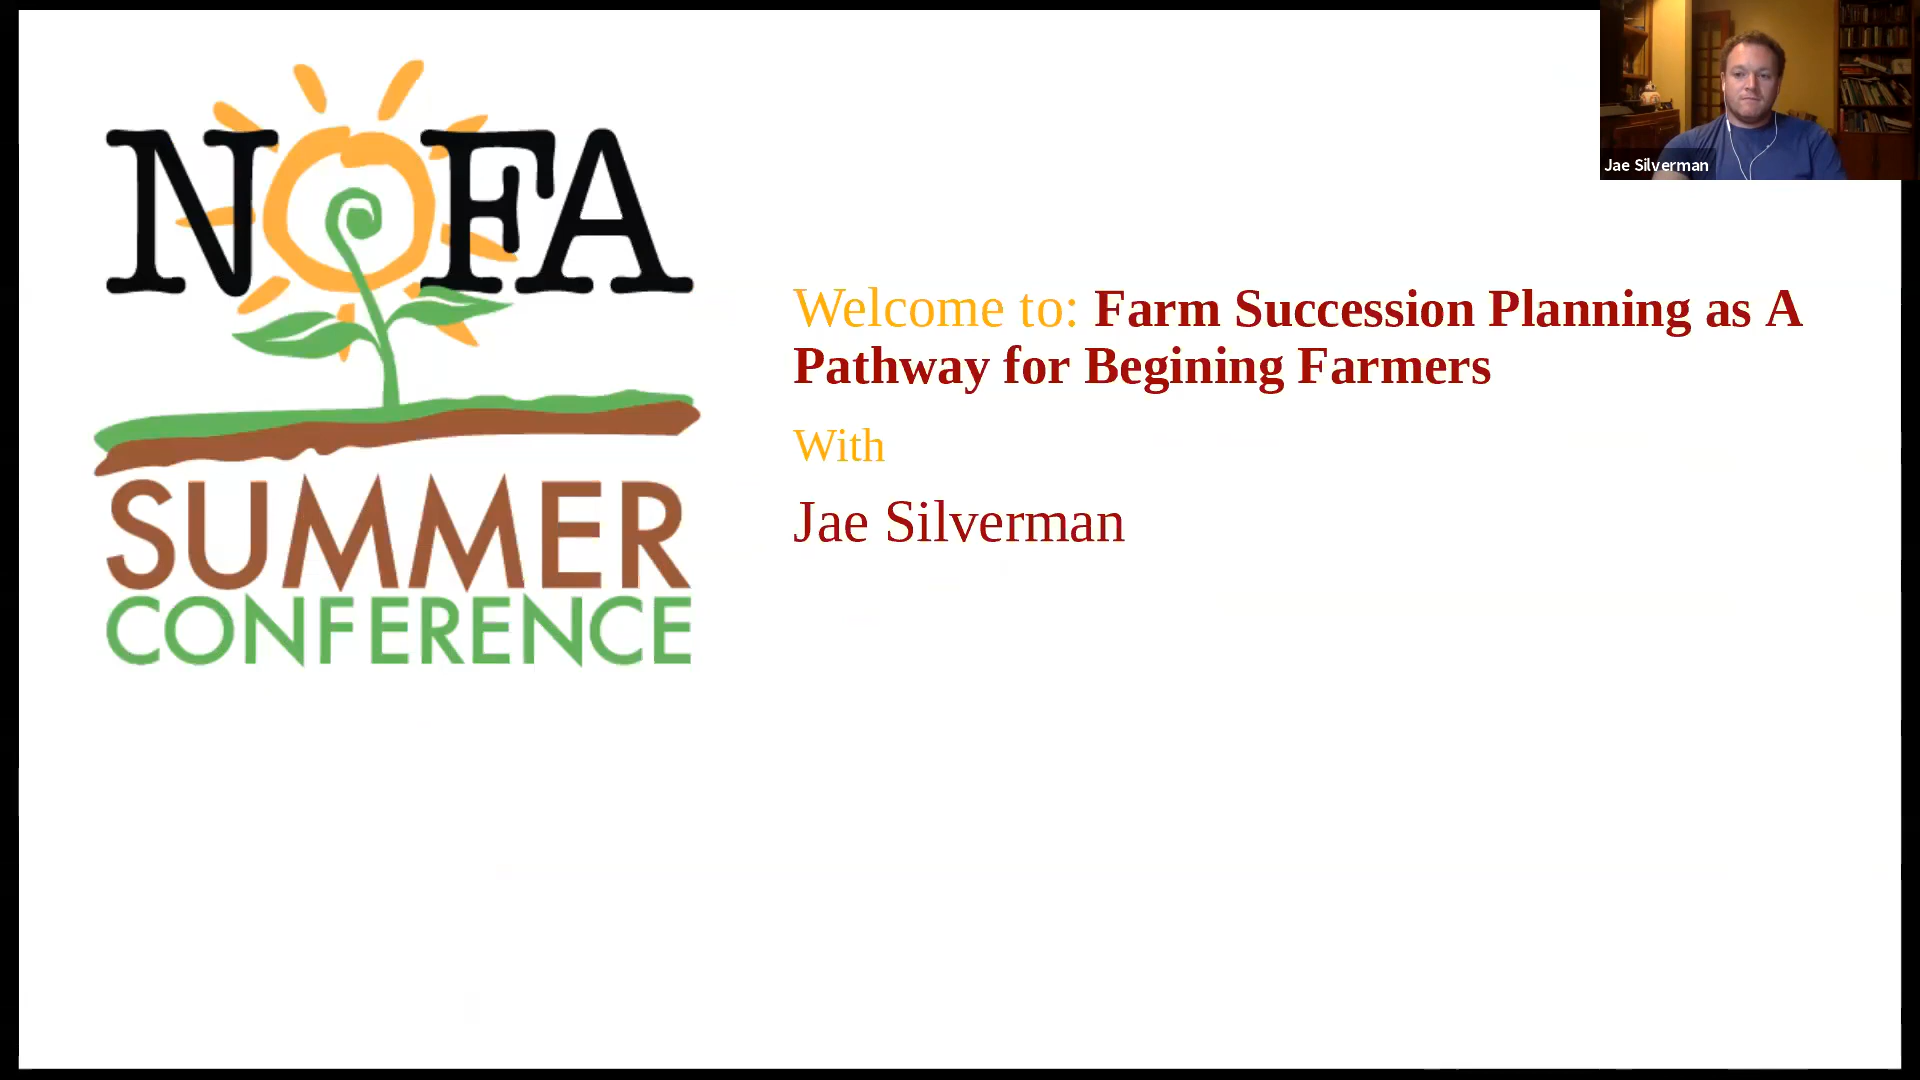 NOFA
SUMMER
CONFERENCE
Welcome to: Farm Succession Planning as A
Pathway for Begining Farmers
With
Jae Silverman
Jae Silverman